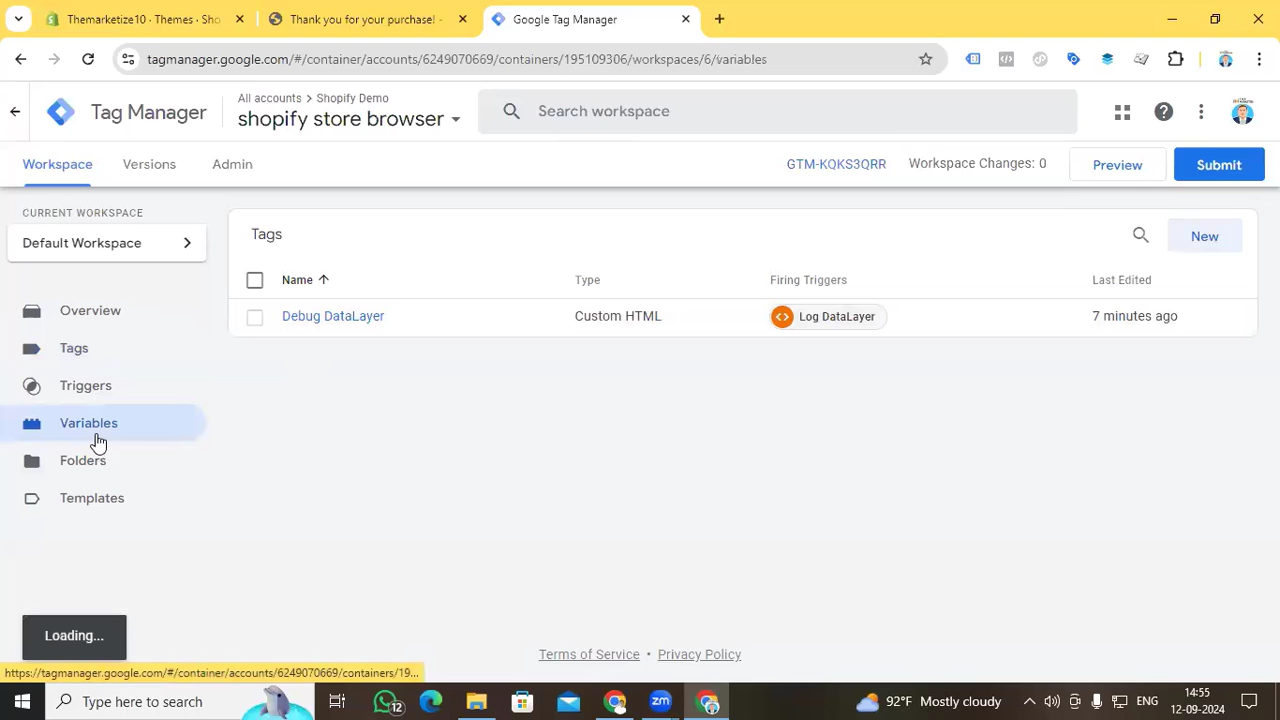 Themarketize10 · Themes · Sho
Thank you for your purchase! -
Google Tag Manager
tagmanager.google.com/#/container/accounts/6249070669/containers/195109306/workspaces/6/variables
Tag Manager
All accounts > Shopify Demo
shopify store browser
Search workspace
Workspace
Versions
Admin
GTM-KQKS3QRR
Workspace Changes: 0
Preview
Submit
CURRENT WORKSPACE
Default Workspace
Overview
Tags
Triggers
Variables
Folders
Templates
Tags
New
Name
Type
Firing Triggers
Last Edited
Debug DataLayer
Custom HTML
Log DataLayer
7 minutes ago
Loading...
Terms of Service • Privacy Policy
https://tagmanager.google.com/#/container/accounts/6249070669/containers/19...
Type here to search
12
zm
92°F Mostly cloudy
ENG
14:55
12-09-2024